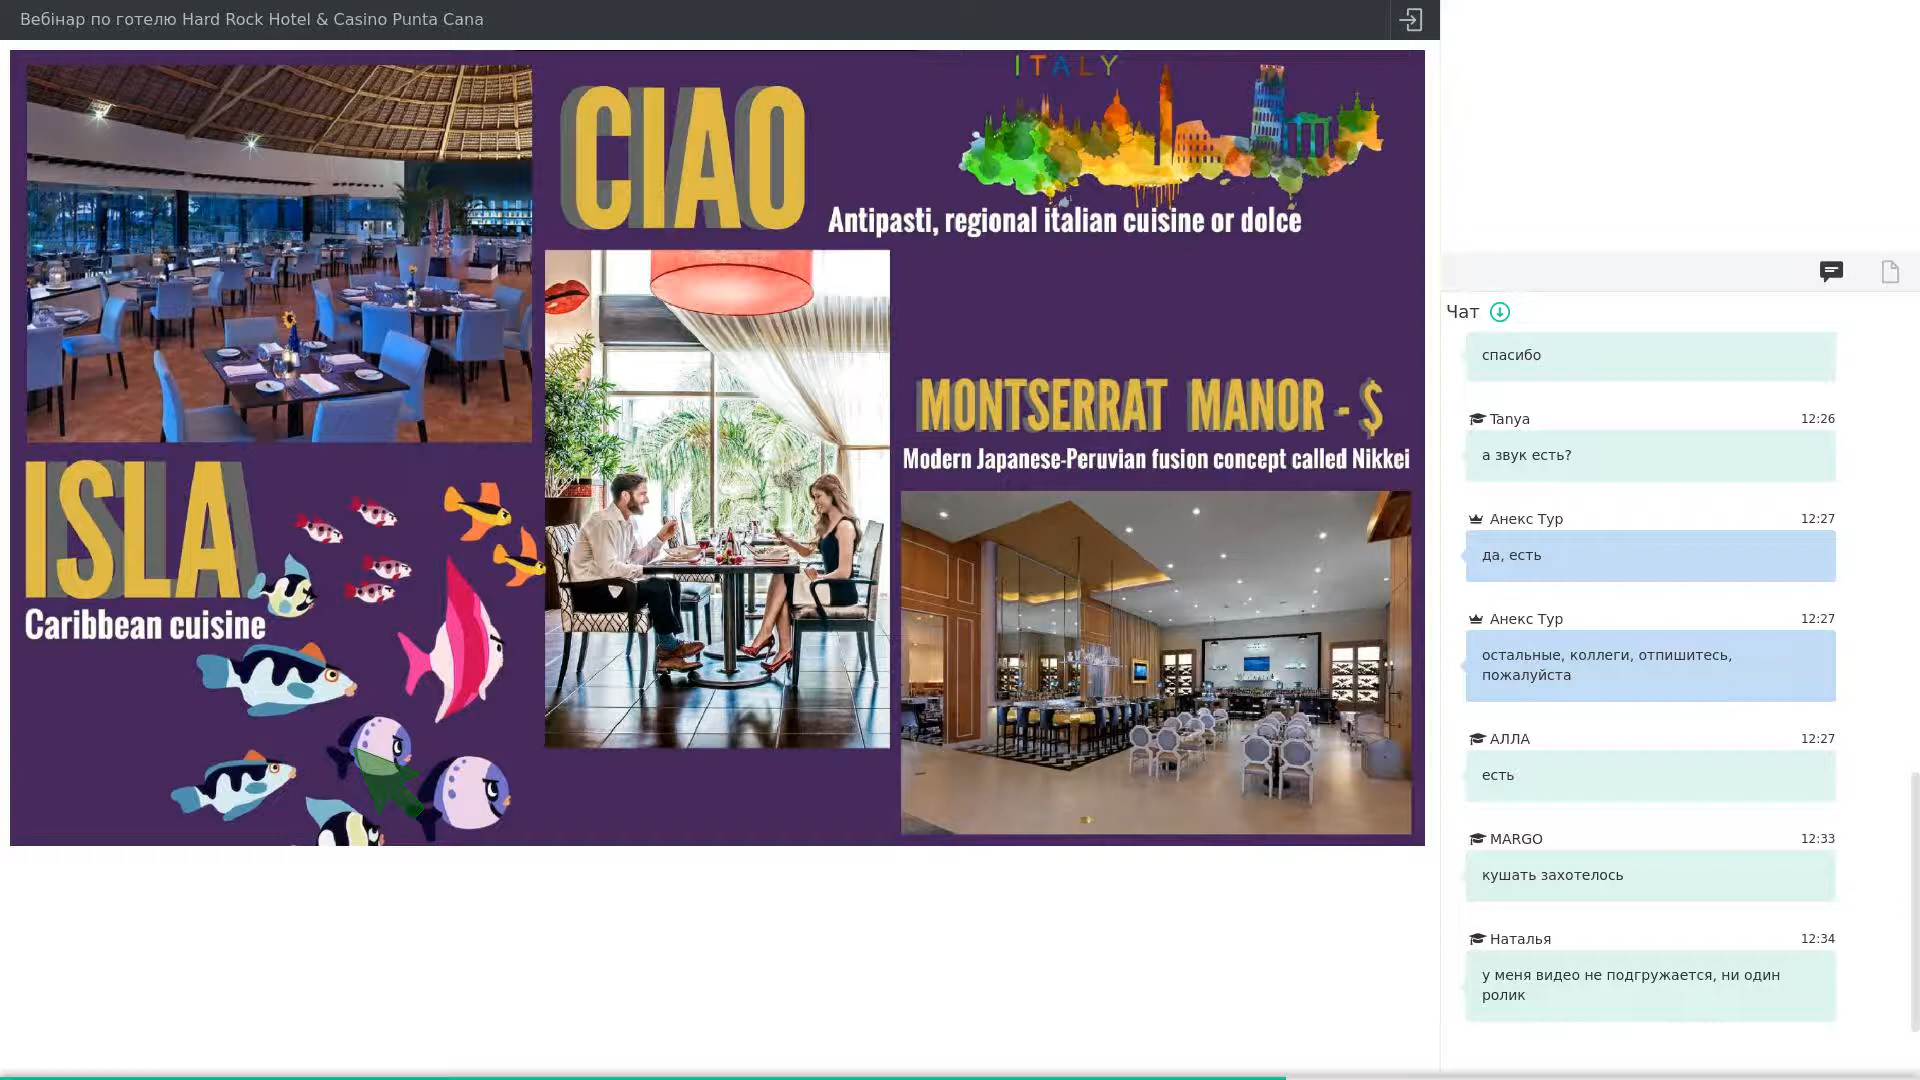 Вебінар по готелю Hard Rock Hotel & Casino Punta Cana
ITALY
CIAO
Antipasti, regional italian cuisine or dolce
MONTSERRAT MANOR - $
Modern Japanese-Peruvian fusion concept called Nikkei
ISLA
Caribbean cuisine
Чат
спасибо
Tanya 12:26
а звук есть?
Анекс Тур 12:27
да, есть
Анекс Тур 12:27
остальные, коллеги, отпишитесь,
пожалуйста
АЛЛА 12:27
есть
MARGO 12:33
кушать захотелось
Наталья 12:34
у меня видео не подгружается, ни один
ролик